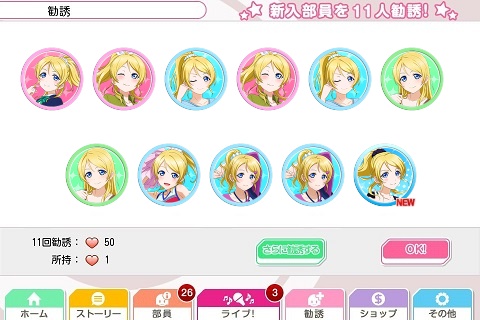 勧誘
新入部員を11人勧誘!
NEW
11回勧誘: 50
所持: 1
さらに勧誘する
OK!
26
3
ホーム
ストーリー
部員
ライブ!
勧誘
ショップ
その他